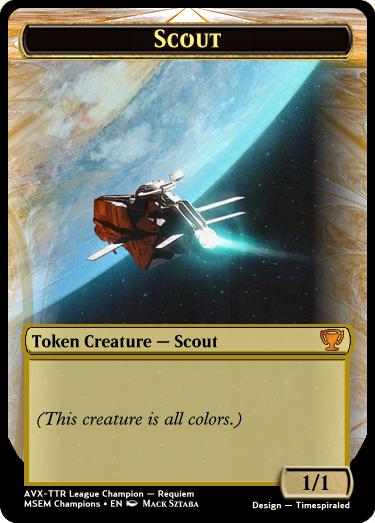 Scout
Token Creature — Scout
(This creature is all colors.)
1/1
AVX-TTR League Champion — Requiem
MSEM Champions • EN Mack Sztaba
Design — Timespiraled